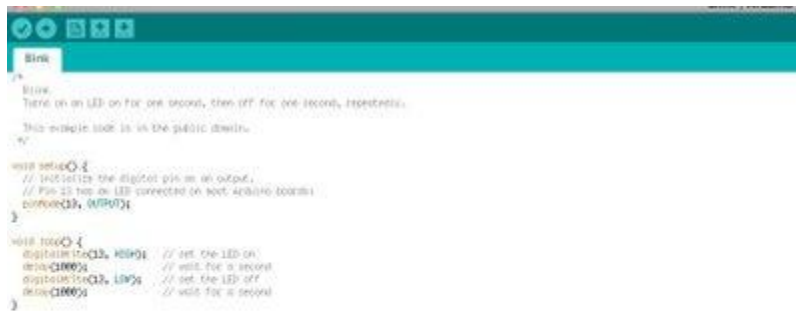 Blink
/*
Blink
Turns on an LED on for one second, then off for one second, repeatedly.
This example code is in the public domain.
*/
void setup() {
// initialize the digital pin as an output.
// Pin 13 has an LED connected on most Arduino boards:
pinMode(13, OUTPUT);
}
void loop() {
digitalWrite(13, HIGH); // set the LED on
delay(1000); // wait for a second
digitalWrite(13, LOW); // set the LED off
delay(1000); // wait for a second
}